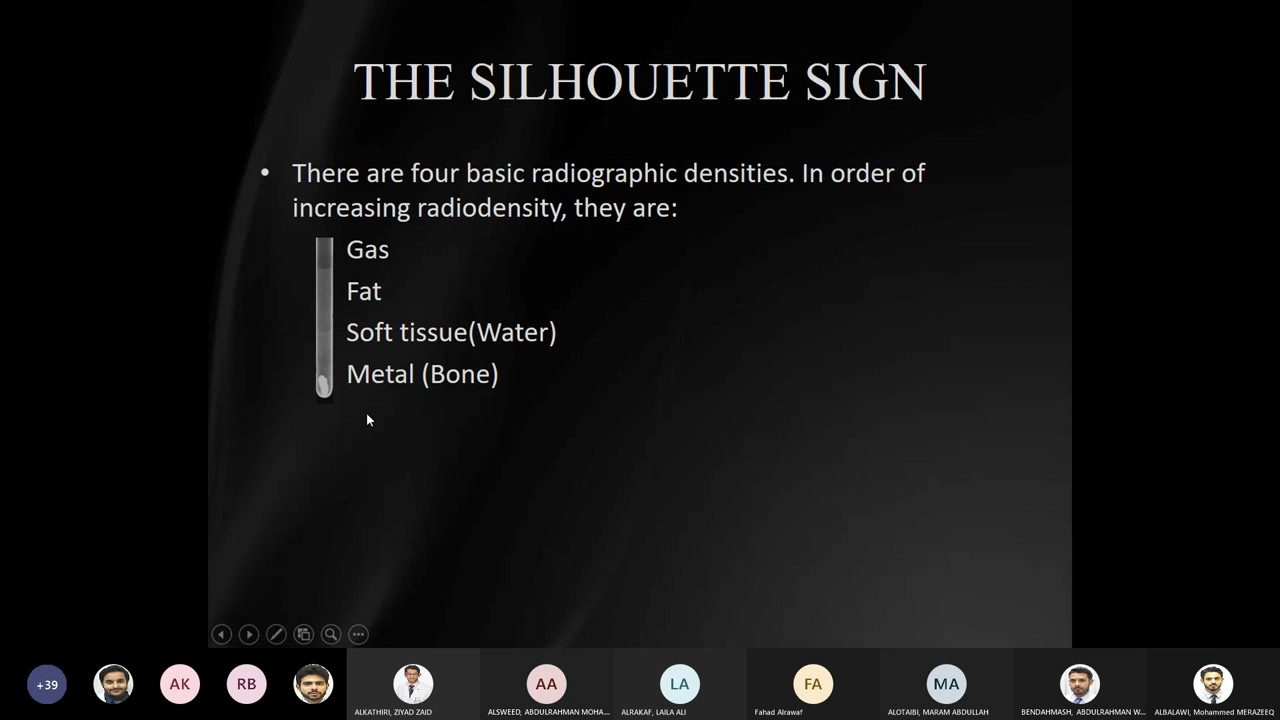 THE SILHOUETTE SIGN
• There are four basic radiographic densities. In order of
increasing radiodensity, they are:
Gas
Fat
Soft tissue(Water)
Metal (Bone)
+39
AK
RB
ALKATHIRI, ZIYAD ZAID
AA
ALSWEED, ABDULRAHMAN MOHA...
LA
ALRAKAF, LAILA ALI
FA
Fahad Alrawaf
MA
ALOTAIBI, MARAM ABDULLAH
BENDAHMASH, ABDULRAHMAN W...
ALBALAWI, Mohammed MERAZEEQ